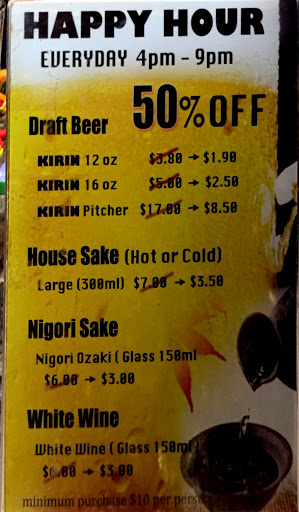 HAPPY HOUR
EVERYDAY 4pm - 9pm
50% OFF
Draft Beer
KIRIN 12 oz $3.80 → $1.90
KIRIN 16 oz $5.00 → $2.50
KIRIN Pitcher $17.00 → $8.50
House Sake (Hot or Cold)
Large (300ml) $7.00 → $3.50
Nigori Sake
Nigori Ozaki ( Glass 150ml
$6.00 → $3.00
White Wine
White Wine ( Glass 150ml )
$6.00 → $3.00
minimum purchase $10 per